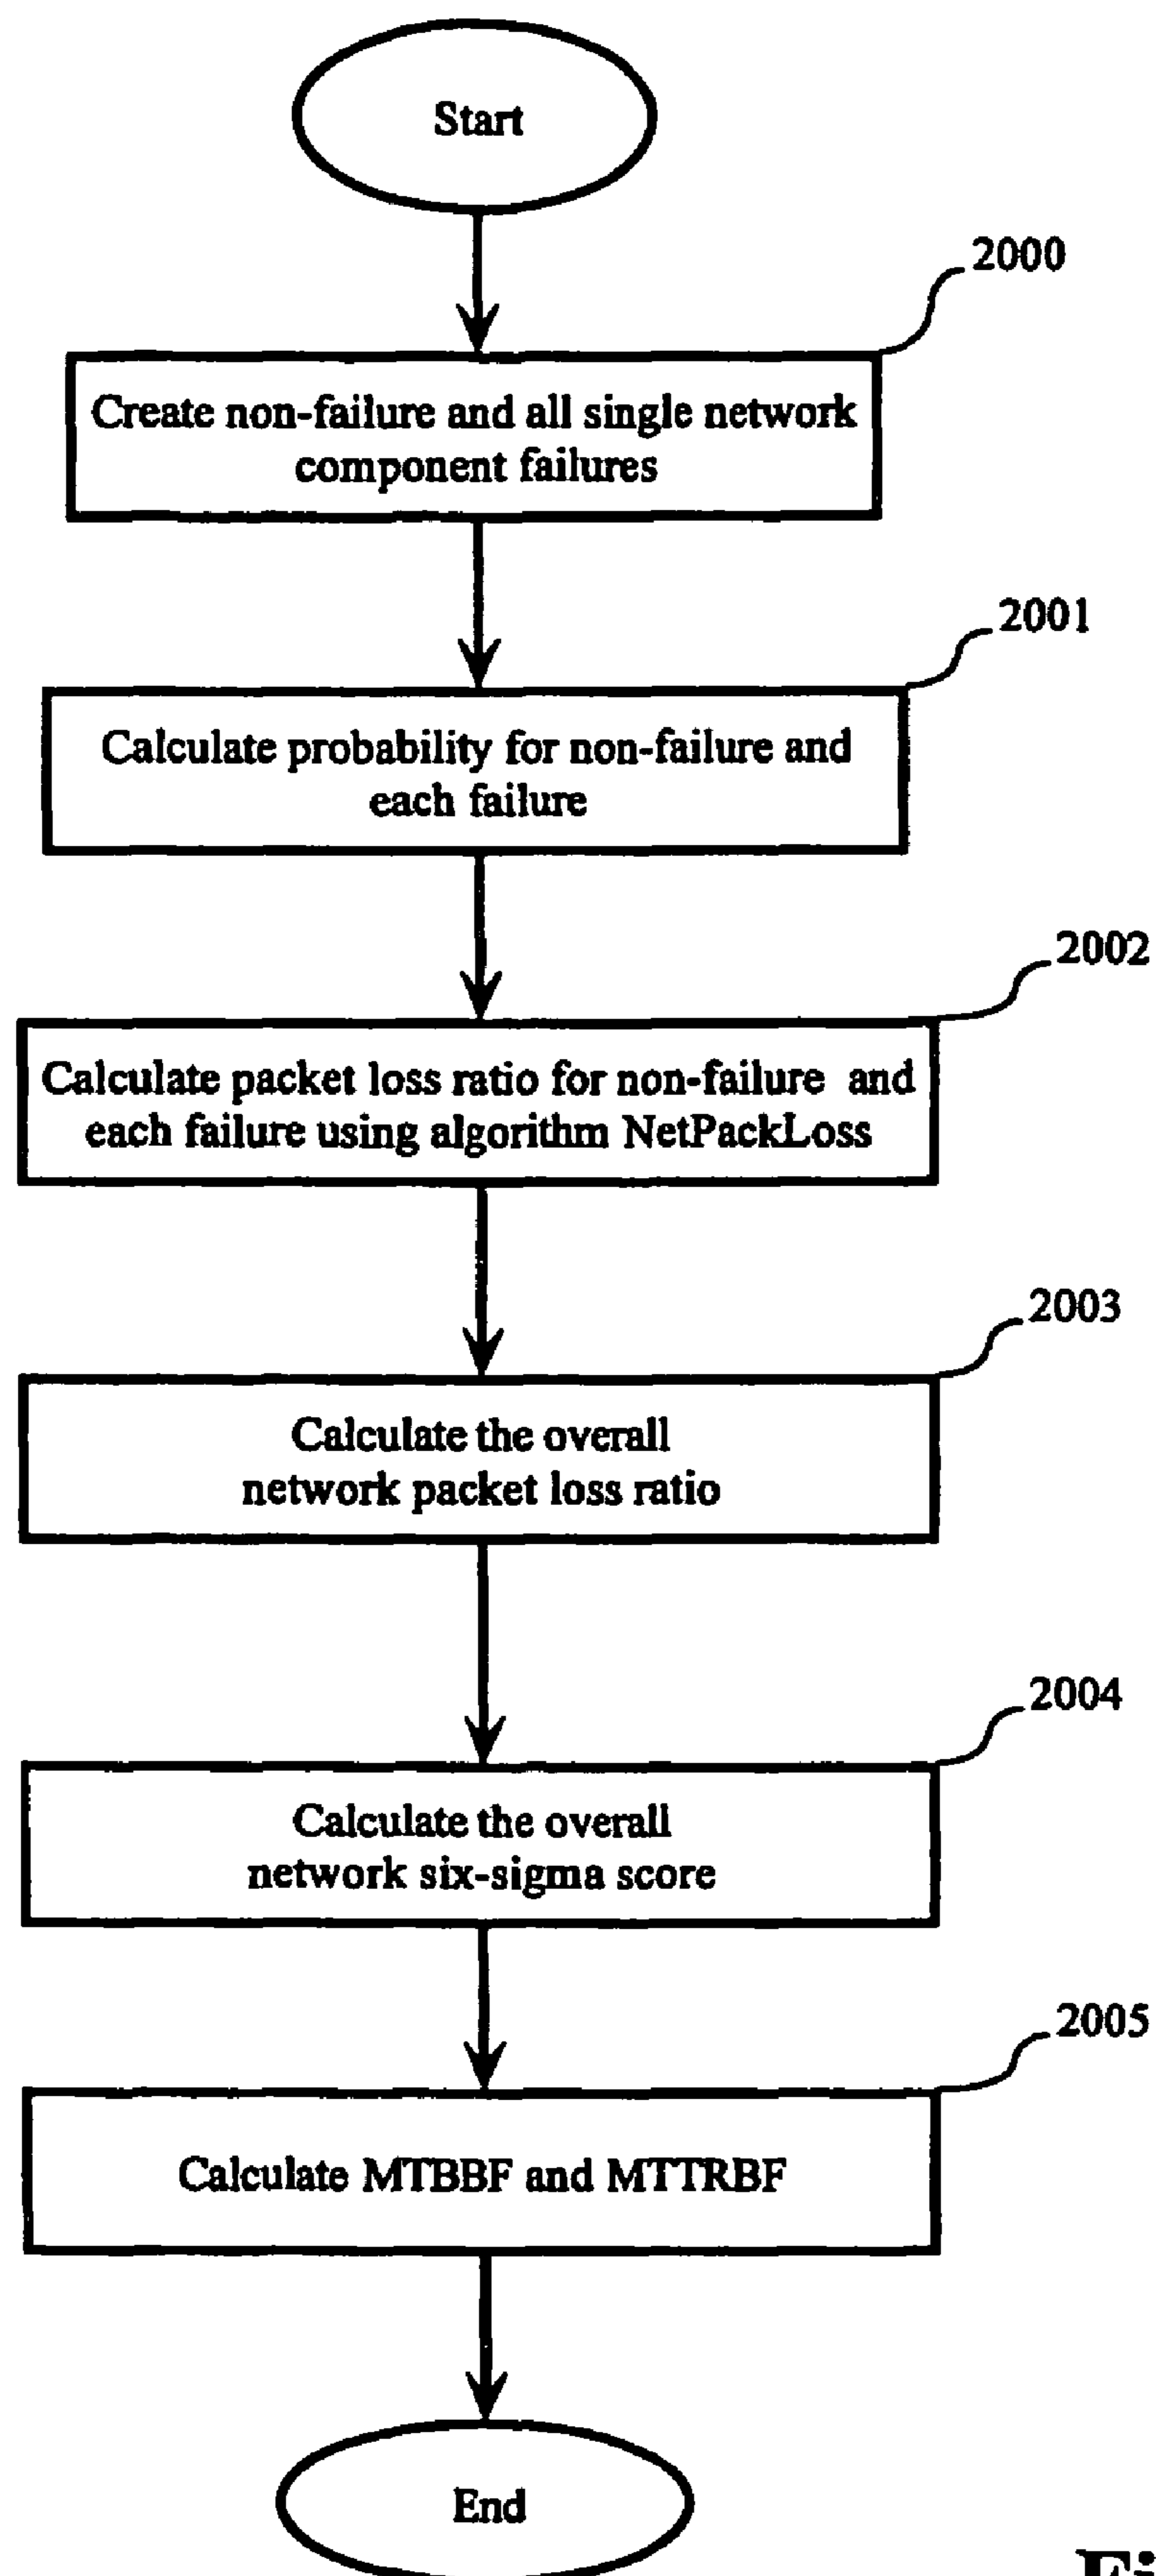 Start
2000
Create non-failure and all single network
component failures
2001
Calculate probability for non-failure and
each failure
2002
Calculate packet loss ratio for non-failure and
each failure using algorithm NetPackLoss
2003
Calculate the overall
network packet loss ratio
2004
Calculate the overall
network six-sigma score
2005
Calculate MTBBF and MTTRBF
End